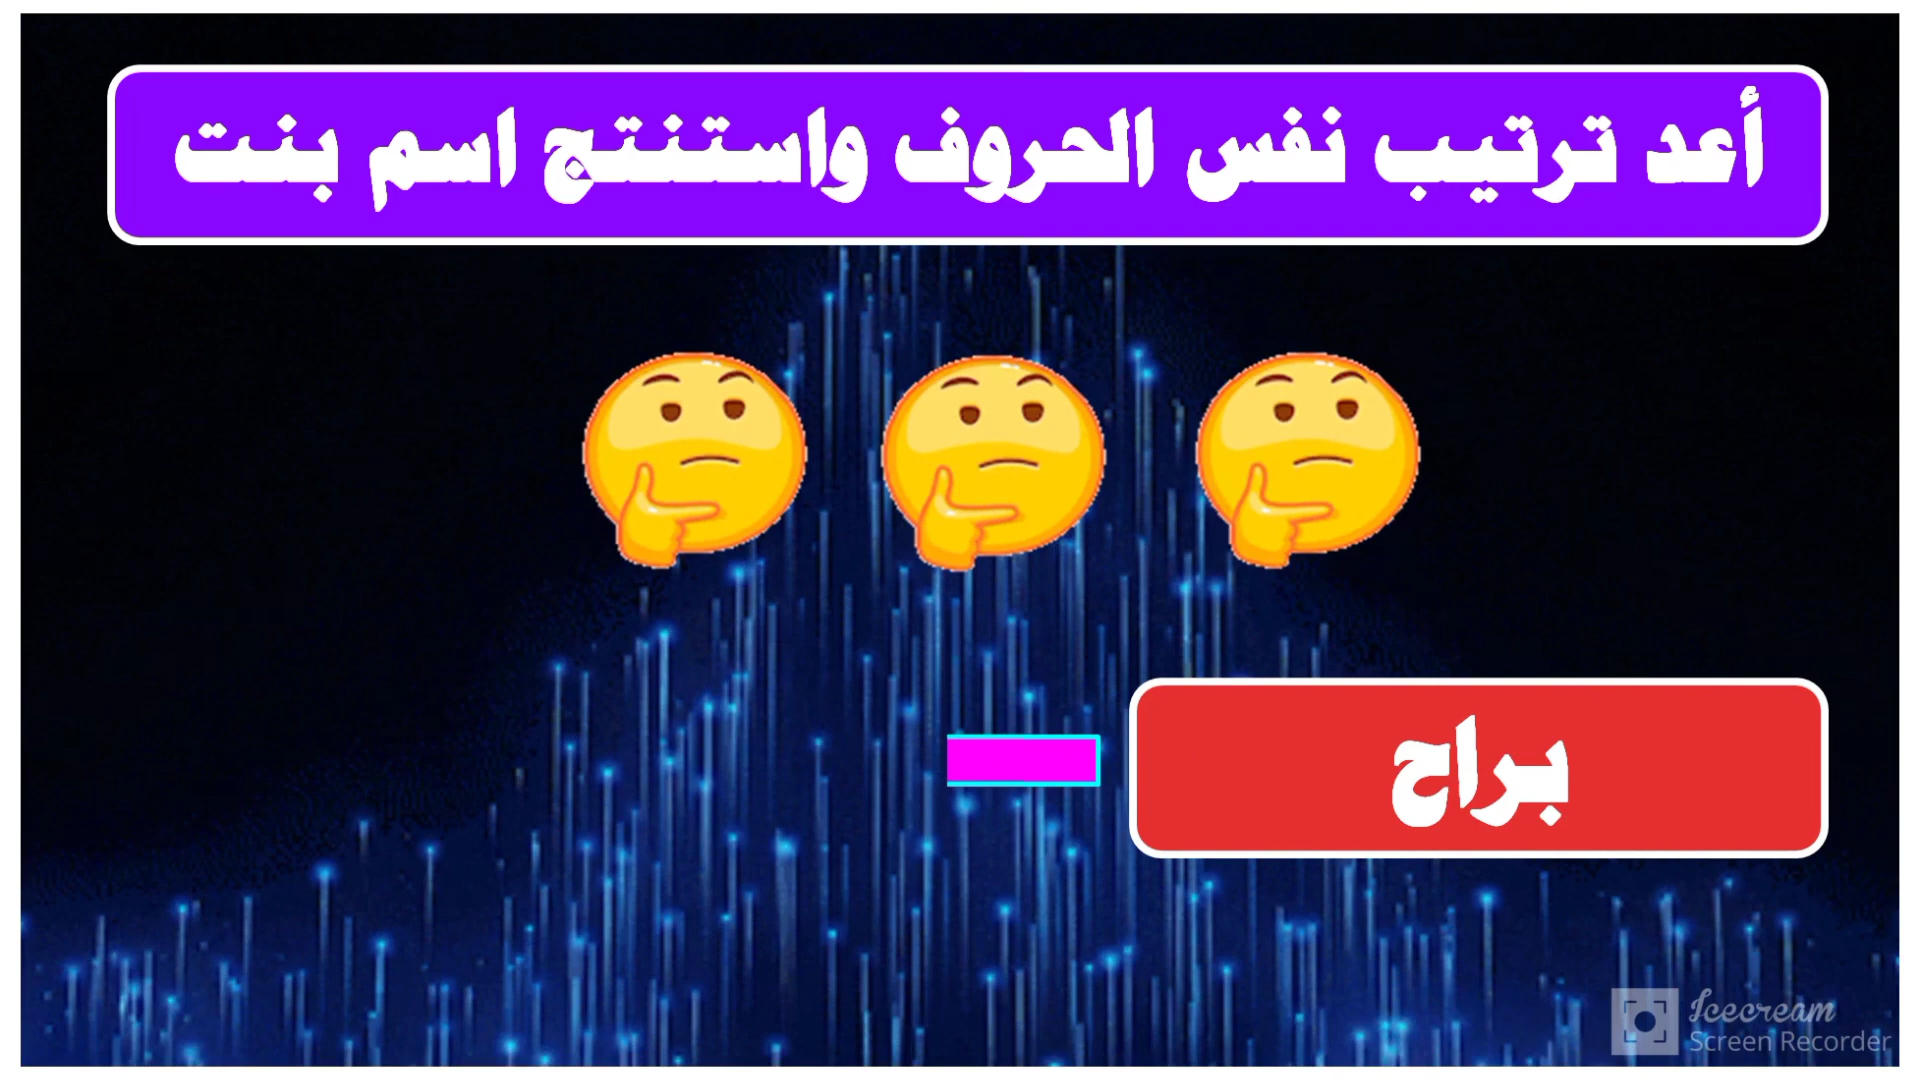 أعد ترتيب نفس الحروف واستنتج اسم بنت
براح
Icecream
Screen Recorder